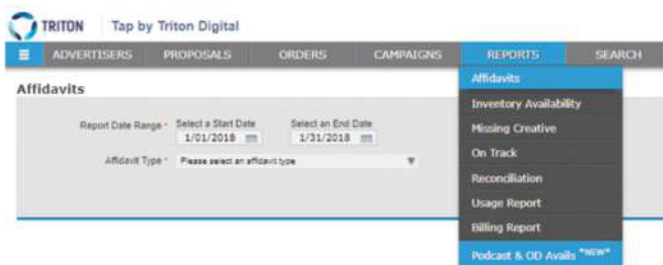 TRITON Tap by Triton Digital
ADVERTISERS PROPOSALS ORDERS CAMPAIGNS REPORTS SEARCH
Affidavits
Report Date Range * Select a Start Date Select an End Date
1/01/2018 1/31/2018
Affidavit Type * Please select an affidavit type
Affidavits
Inventory Availability
Missing Creative
On Track
Reconciliation
Usage Report
Billing Report
Podcast & OD Avails *NEW*